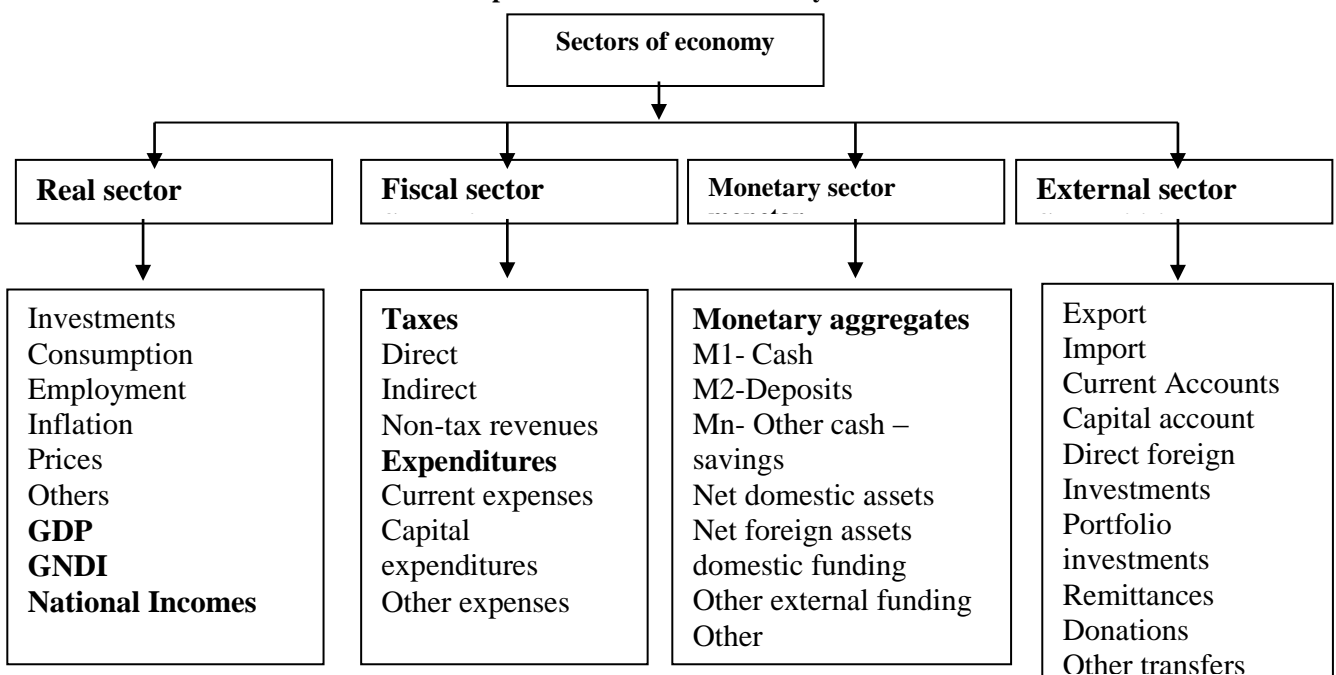 Sectors of economy
Real sector
Fiscal sector
Monetary sector
External sector
Investments
Consumption
Employment
Inflation
Prices
Others
GDP
GNDI
National Incomes
Taxes
Direct
Indirect
Non-tax revenues
Expenditures
Current expenses
Capital
expenditures
Other expenses
Monetary aggregates
M1- Cash
M2-Deposits
Mn- Other cash –
savings
Net domestic assets
Net foreign assets
domestic funding
Other external funding
Other
Export
Import
Current Accounts
Capital account
Direct foreign
Investments
Portfolio
investments
Remittances
Donations
Other transfers